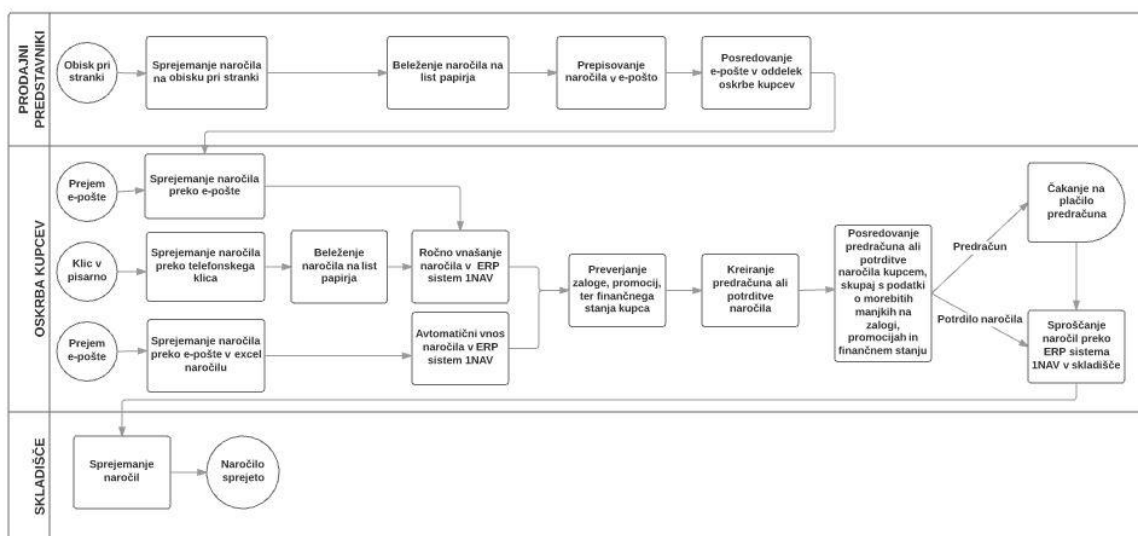 PRODAJNI
PREDSTAVNIKI
Obisk pri
stranki
Sprejemanje naročila
na obisku pri stranki
Beleženje naročila na
list papirja
Prepisovanje
naročila v e-pošto
Posredovanje
e-pošte v oddelek
oskrbe kupcev
OSKRBA KUPCEV
Prejem
e-pošte
Sprejemanje naročila
preko e-pošte
Klic v
pisarno
Sprejemanje naročila
preko telefonskega
klica
Beleženje
naročila na list
papirja
Ročno vnašanje
naročila v ERP
sistem 1NAV
Prejem
e-pošte
Sprejemanje naročila
preko e-pošte v excel
naročilu
Avtomatični vnos
naročila v ERP
sistem 1NAV
Preverjanje
zaloge, promocij,
ter finančnega
stanja kupca
Kreiranje
predračuna ali
potrditve
naročila
Posredovanje
predračuna ali
potrditve
naročila kupcem,
skupaj s podatki
o morebitih
manjkih na
zalogi,
promocijah in
finančnem stanju
Predračun
Potrdilo naročila
Čakanje na
plačilo
predračuna
Sproščanje
naročil preko
ERP sistema
1NAV v skladišče
SKLADIŠČE
Sprejemanje
naročil
Naročilo
sprejeto